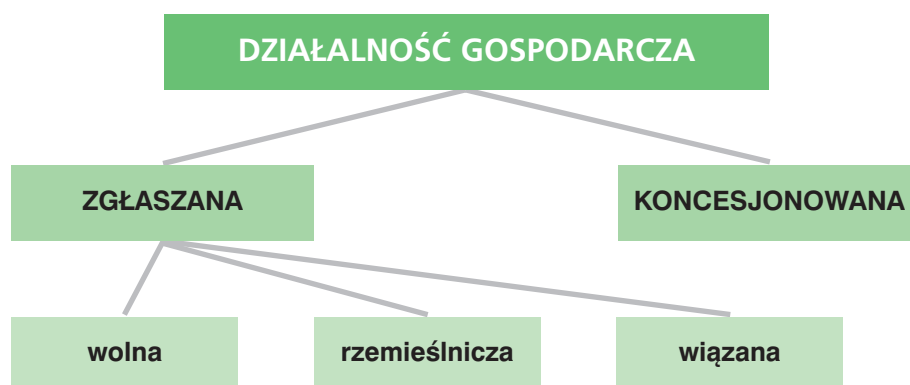 DZIAŁALNOŚĆ GOSPODARCZA
ZGŁASZANA
KONCESJONOWANA
wolna
rzemieślnicza
wiązana